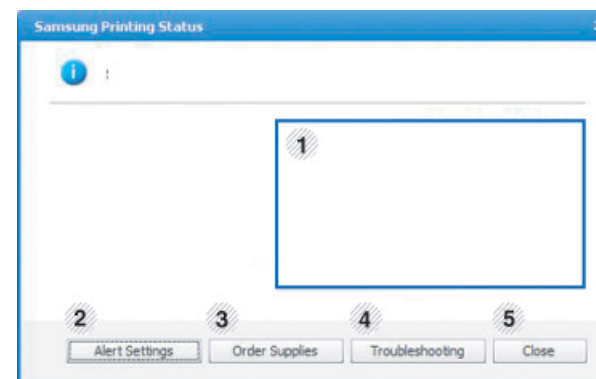 Samsung Printing Status
i :
1
2 3 4 5
Alert Settings Order Supplies Troubleshooting Close